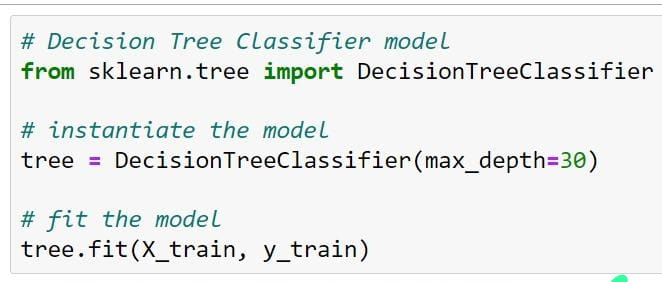 # Decision Tree Classifier model
from sklearn.tree import DecisionTreeClassifier
# instantiate the model
tree = DecisionTreeClassifier(max_depth=30)
# fit the model
tree.fit(X_train, y_train)